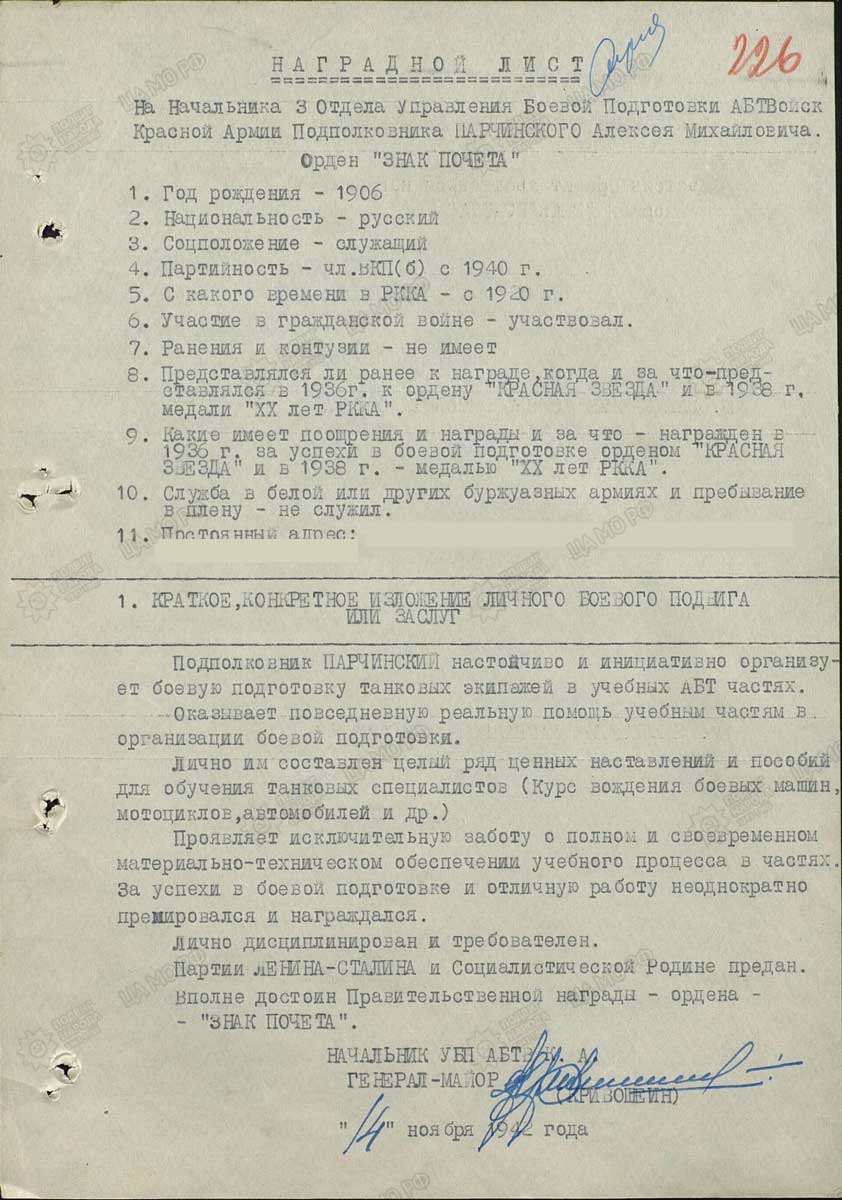 226
НАГРАДНОЙ ЛИСТ
На Начальника 3 Отдела Управления Боевой Подготовки АБТВойск
Красной Армии Подполковника ПАРЧИНСКОГО Алексея Михайловича.
Орден "ЗНАК ПОЧЕТА"
1. Год рождения - 1906
2. Национальность - русский
3. Соцположение - служащий
4. Партийность - чл.ВКП(б) с 1940 г.
5. С какого времени в РККА - с 1920 г.
6. Участие в гражданской войне - участвовал.
7. Ранения и контузии - не имеет
8. Представлялся ли ранее к награде,когда и за что-пред-
ставлялся в 1936г. к ордену "КРАСНАЯ ЗВЕЗДА" и в 1938 г,
медали "XX лет РККА".
9. Какие имеет поощрения и награды и за что - награжден в
1936 г. за успехи в боевой подготовке орденом "КРАСНАЯ
ЗВЕЗДА" и в 1938 г. - медалью "XX лет РККА".
10. Служба в белой или других буржуазных армиях и пребывание
в плену - не служил.
11. Постоянный адрес:
1. КРАТКОЕ,КОНКРЕТНОЕ ИЗЛОЖЕНИЕ ЛИЧНОГО БОЕВОГО ПОДВИГА
ИЛИ ЗАСЛУГ
Подполковник ПАРЧИНСКИЙ настойчиво и инициативно организу-
ет боевую подготовку танковых экипажей в учебных АБТ частях.
Оказывает повседневную реальную помощь учебным частям в
организации боевой подготовки.
Лично им составлен целый ряд ценных наставлений и пособий
для обучения танковых специалистов (Курс вождения боевых машин,
мотоциклов,автомобилей и др.)
Проявляет исключительную заботу о полном и своевременном
материально-техническом обеспечении учебного процесса в частях.
За успехи в боевой подготовке и отличную работу неоднократно
премировался и награждался.
Лично дисциплинирован и требователен.
Партии ЛЕНИНА-СТАЛИНА и Социалистической Родине предан.
Вполне достоин Правительственной награды - ордена -
- "ЗНАК ПОЧЕТА".
НАЧАЛЬНИК УБП АБТВ К. А.
ГЕНЕРАЛ-МАЙОР
(КРИВОШЕИН)
"14" ноября 1942 года